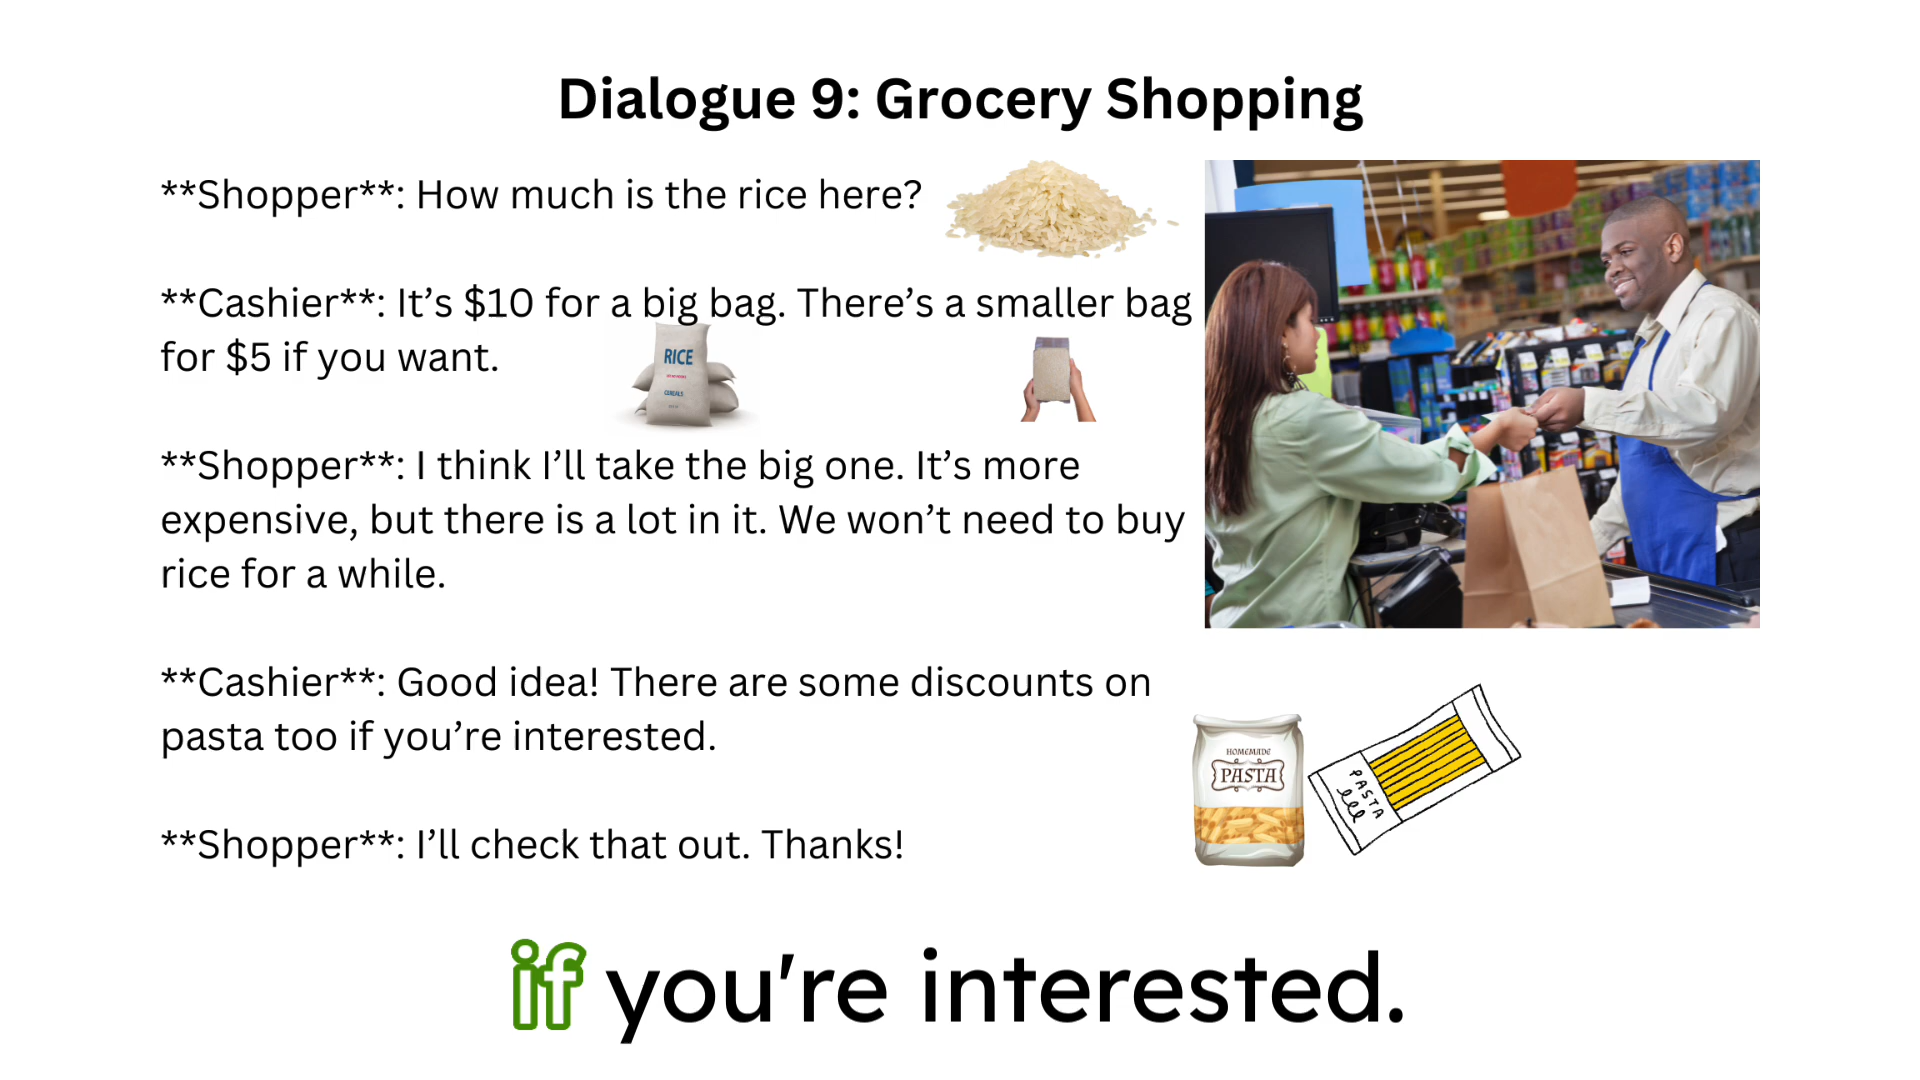 Dialogue 9: Grocery Shopping
**Shopper**: How much is the rice here?
**Cashier**: It’s $10 for a big bag. There’s a smaller bag
for $5 if you want.
RICE
CEREALS
**Shopper**: I think I’ll take the big one. It’s more
expensive, but there is a lot in it. We won’t need to buy
rice for a while.
**Cashier**: Good idea! There are some discounts on
pasta too if you’re interested.
HOMEMADE
PASTA
PASTA
**Shopper**: I’ll check that out. Thanks!
if you're interested.